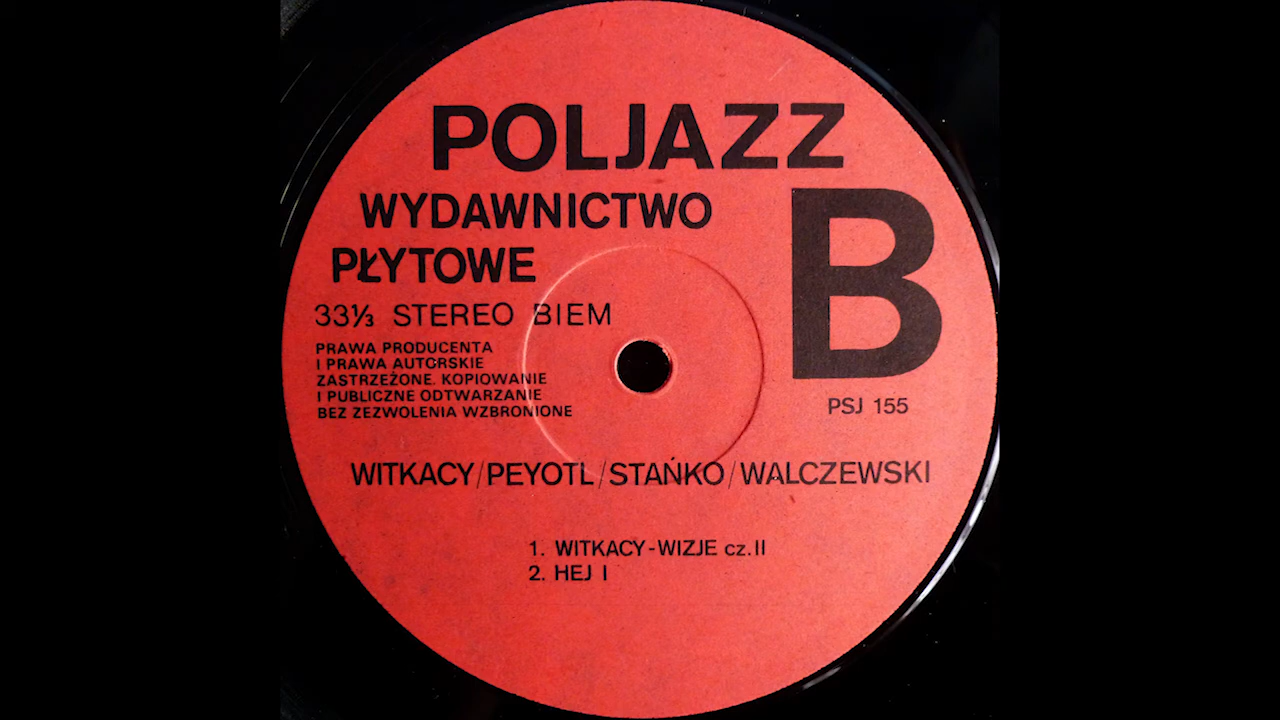 POLJAZZ
WYDAWNICTWO
PŁYTOWE
B
33⅓ STEREO BIEM
PRAWA PRODUCENTA
I PRAWA AUTORSKIE
ZASTRZEŻONE. KOPIOWANIE
I PUBLICZNE ODTWARZANIE
BEZ ZEZWOLENIA WZBRONIONE
PSJ 155
WITKACY/PEYOTL/STAŃKO/WALCZEWSKI
1. WITKACY-WIZJE cz.II
2. HEJ I